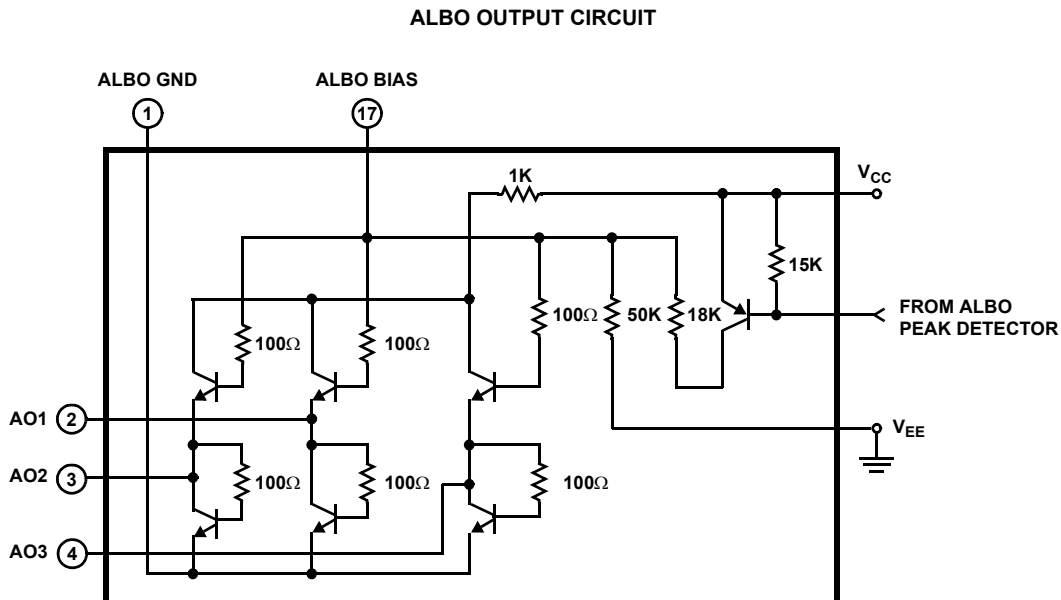 ALBO OUTPUT CIRCUIT
ALBO GND
ALBO BIAS
1
17
1K
VCC
15K
100Ω
100Ω
100Ω
50K
18K
FROM ALBO
PEAK DETECTOR
AO1 2
VEE
AO2 3
100Ω
100Ω
100Ω
AO3 4